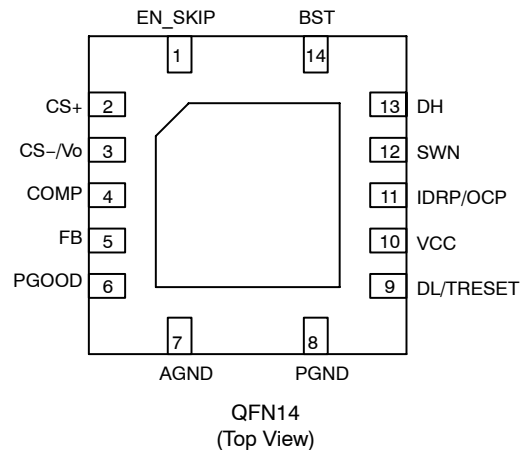 EN_SKIP BST
1 14
CS+ 2 13 DH
CS−/Vo 3 12 SWN
COMP 4 11 IDRP/OCP
FB 5 10 VCC
PGOOD 6 9 DL/TRESET
7 8
AGND PGND
QFN14
(Top View)